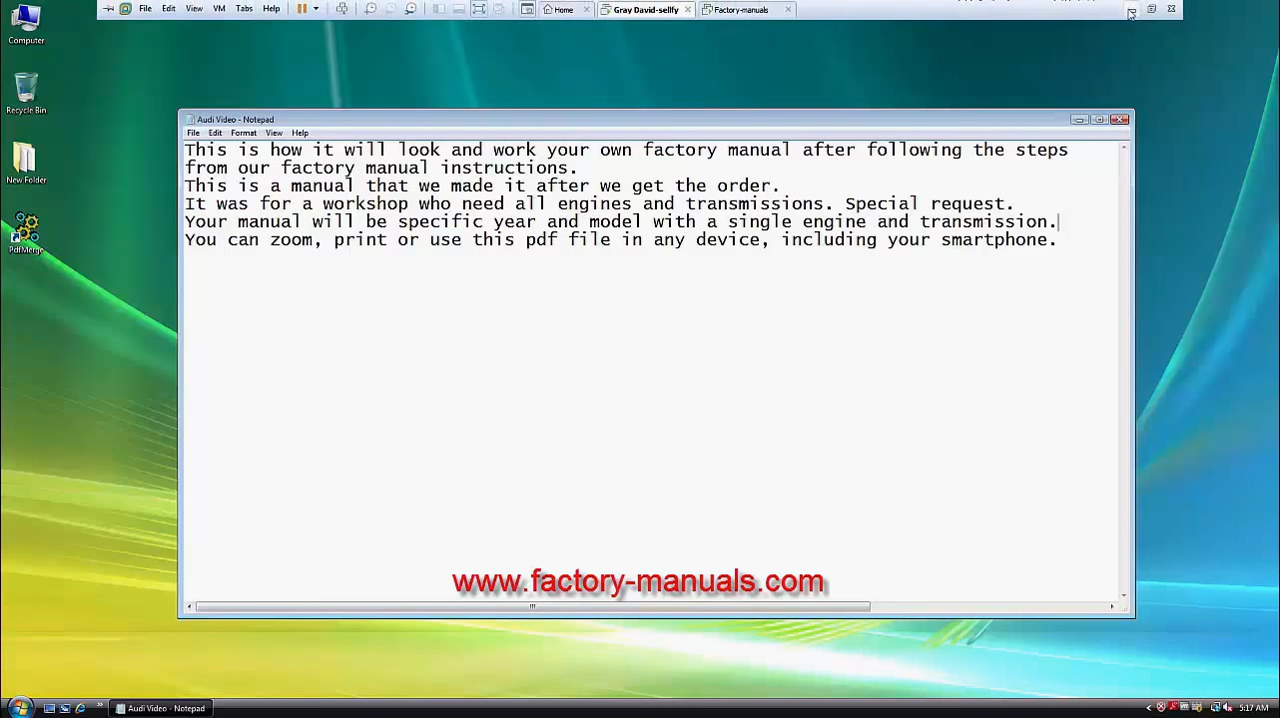 File Edit View VM Tabs Help Home Gray David-sellfy Factory-manuals
Computer
Recycle Bin
New Folder
PdfMerge
Audi Video - Notepad
File Edit Format View Help
This is how it will look and work your own factory manual after following the steps
from our factory manual instructions.
This is a manual that we made it after we get the order.
It was for a workshop who need all engines and transmissions. Special request.
Your manual will be specific year and model with a single engine and transmission.
You can zoom, print or use this pdf file in any device, including your smartphone.
www.factory-manuals.com
Audi Video - Notepad
5:17 AM